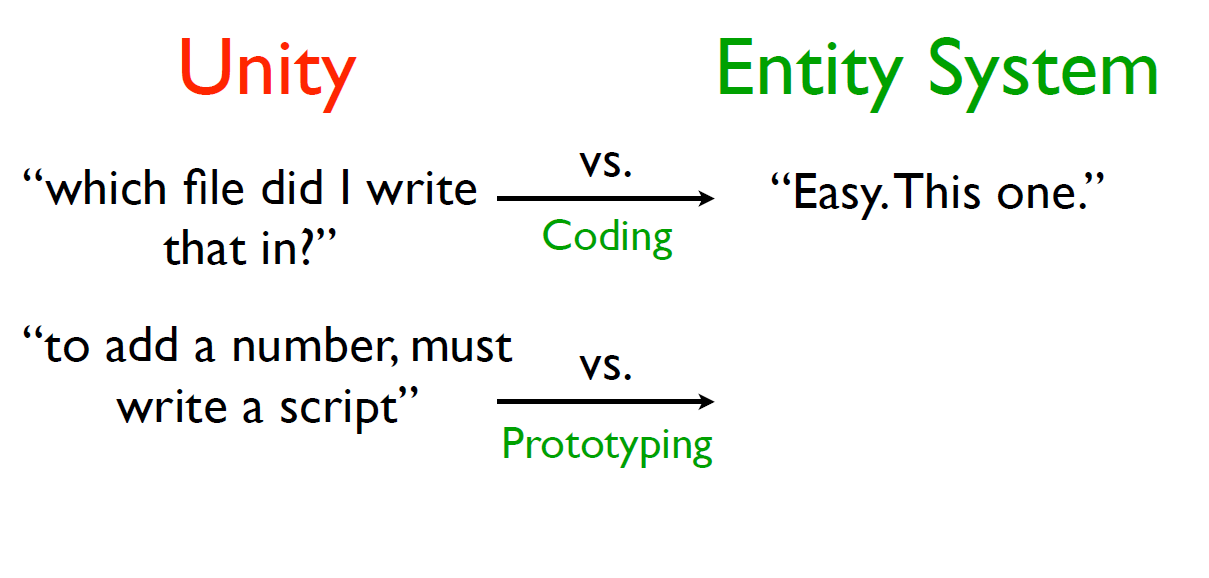 Unity
Entity System
“which file did I write
that in?”
vs.
Coding
“Easy. This one.”
“to add a number, must
write a script”
vs.
Prototyping